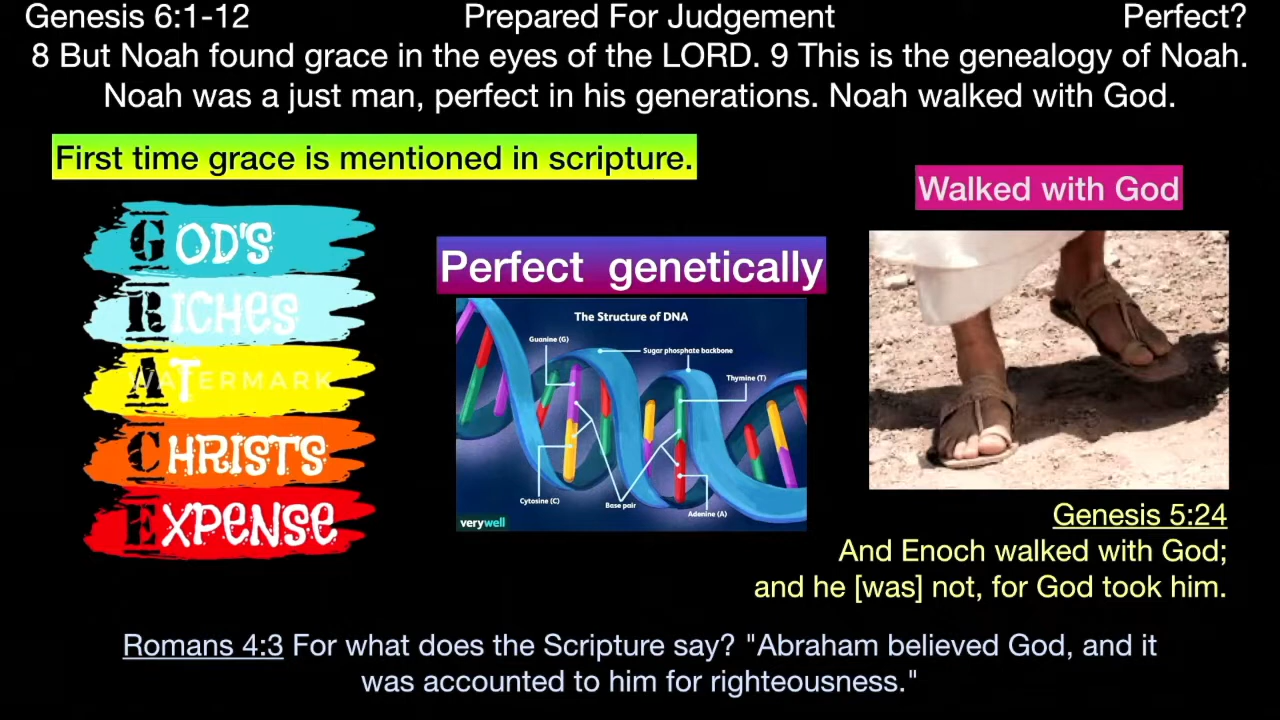 Genesis 6:1-12 Prepared For Judgement Perfect?
8 But Noah found grace in the eyes of the LORD. 9 This is the genealogy of Noah.
Noah was a just man, perfect in his generations. Noah walked with God.
First time grace is mentioned in scripture.
GOD'S
RICHES
AT
WATERMARK
CHRISTS
EXPENSE
Perfect genetically
The Structure of DNA
Guanine (G)
Sugar phosphate backbone
Thymine (T)
Cytosine (C)
Base pair
Adenine (A)
verywell
Walked with God
Genesis 5:24
And Enoch walked with God;
and he [was] not, for God took him.
Romans 4:3 For what does the Scripture say? "Abraham believed God, and it
was accounted to him for righteousness."